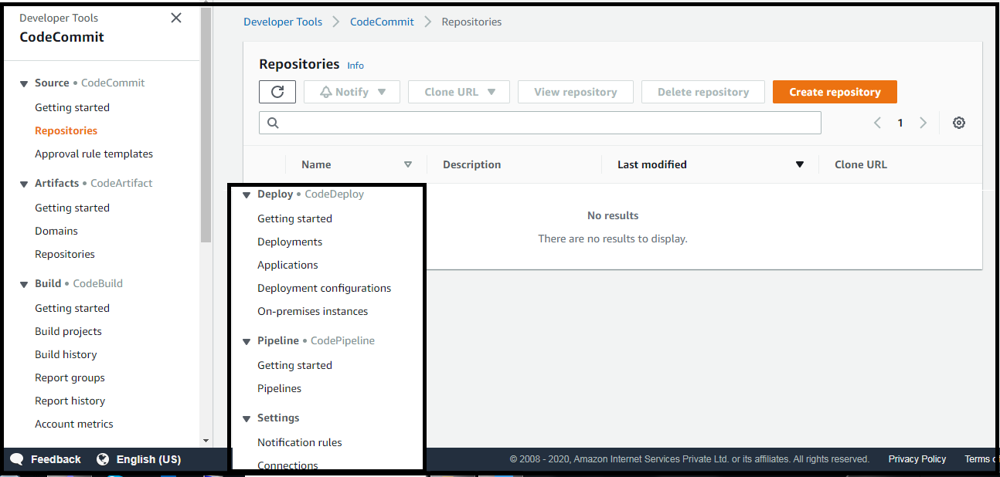 Developer Tools
CodeCommit
Source • CodeCommit
Getting started
Repositories
Approval rule templates
Artifacts • CodeArtifact
Getting started
Domains
Repositories
Build • CodeBuild
Getting started
Build projects
Build history
Report groups
Report history
Account metrics
Developer Tools > CodeCommit > Repositories
Repositories Info
Notify Clone URL View repository Delete repository Create repository
1
Name Description Last modified Clone URL
No results
There are no results to display.
Deploy • CodeDeploy
Getting started
Deployments
Applications
Deployment configurations
On-premises instances
Pipeline • CodePipeline
Getting started
Pipelines
Settings
Notification rules
Connections
Feedback English (US) © 2008 - 2020, Amazon Internet Services Private Ltd. or its affiliates. All rights reserved. Privacy Policy Terms